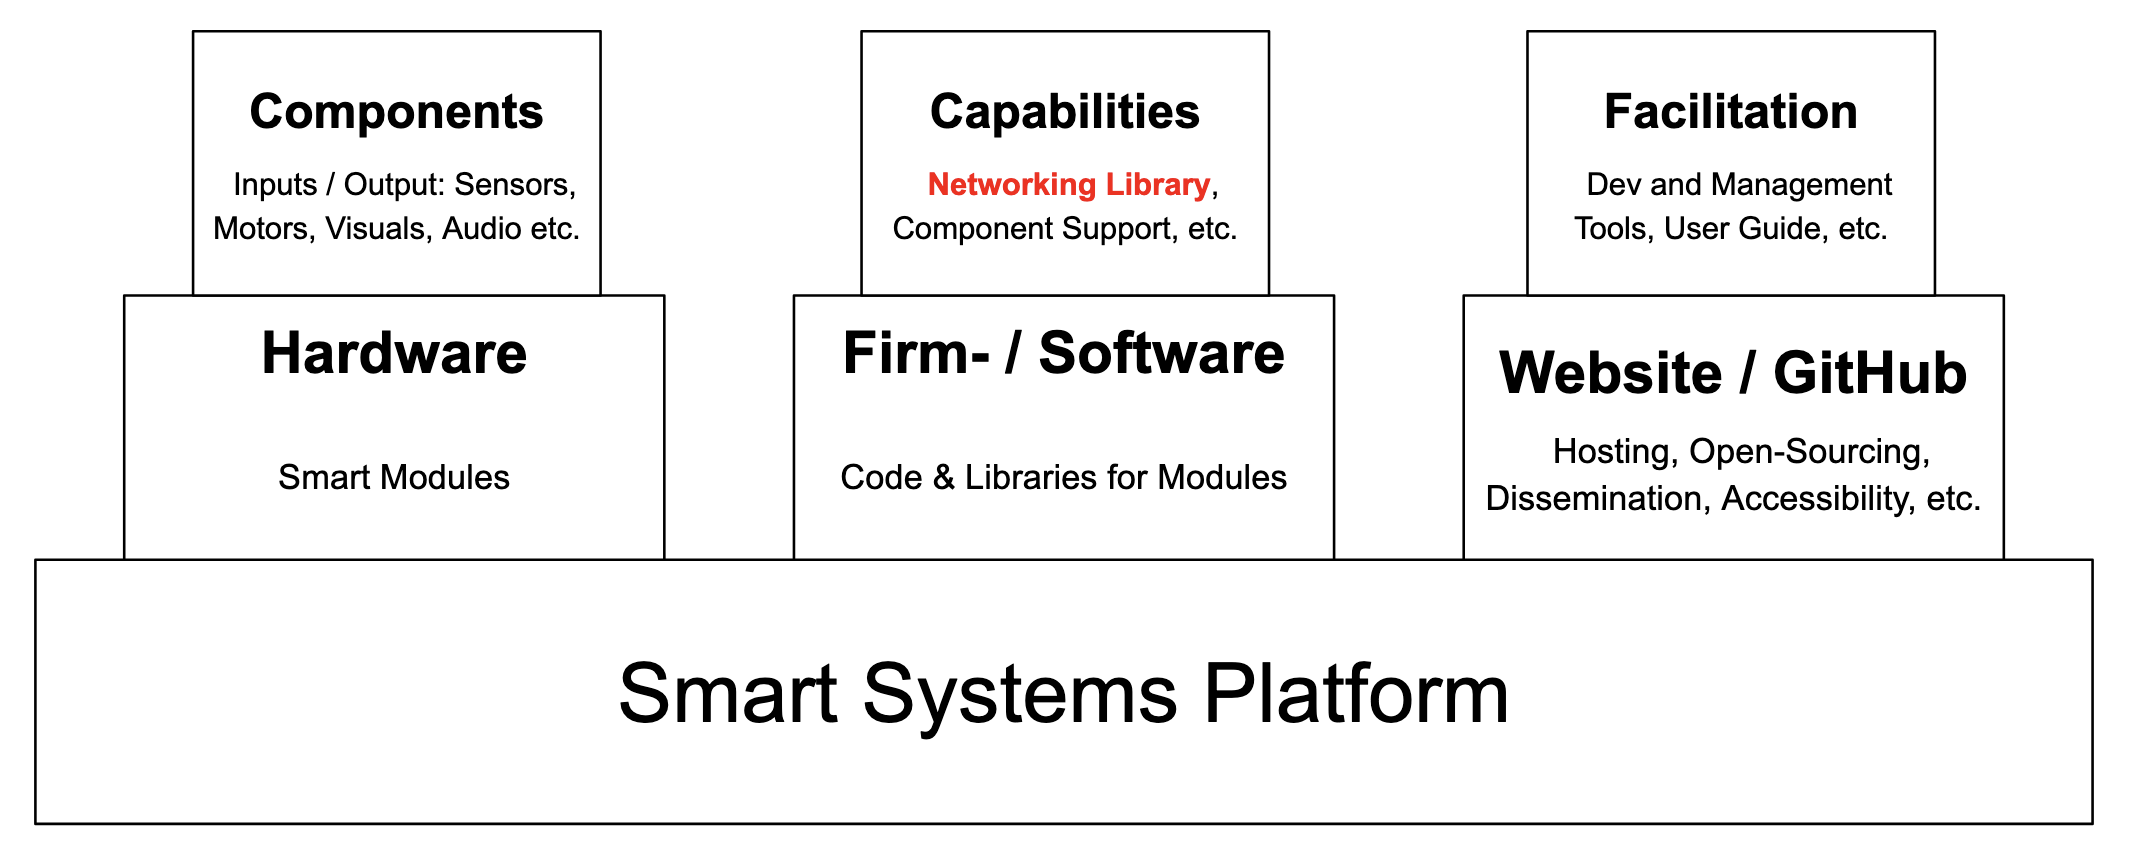 Components
Inputs / Output: Sensors,
Motors, Visuals, Audio etc.
Capabilities
Networking Library,
Component Support, etc.
Facilitation
Dev and Management
Tools, User Guide, etc.
Hardware
Smart Modules
Firm- / Software
Code & Libraries for Modules
Website / GitHub
Hosting, Open-Sourcing,
Dissemination, Accessibility, etc.
Smart Systems Platform